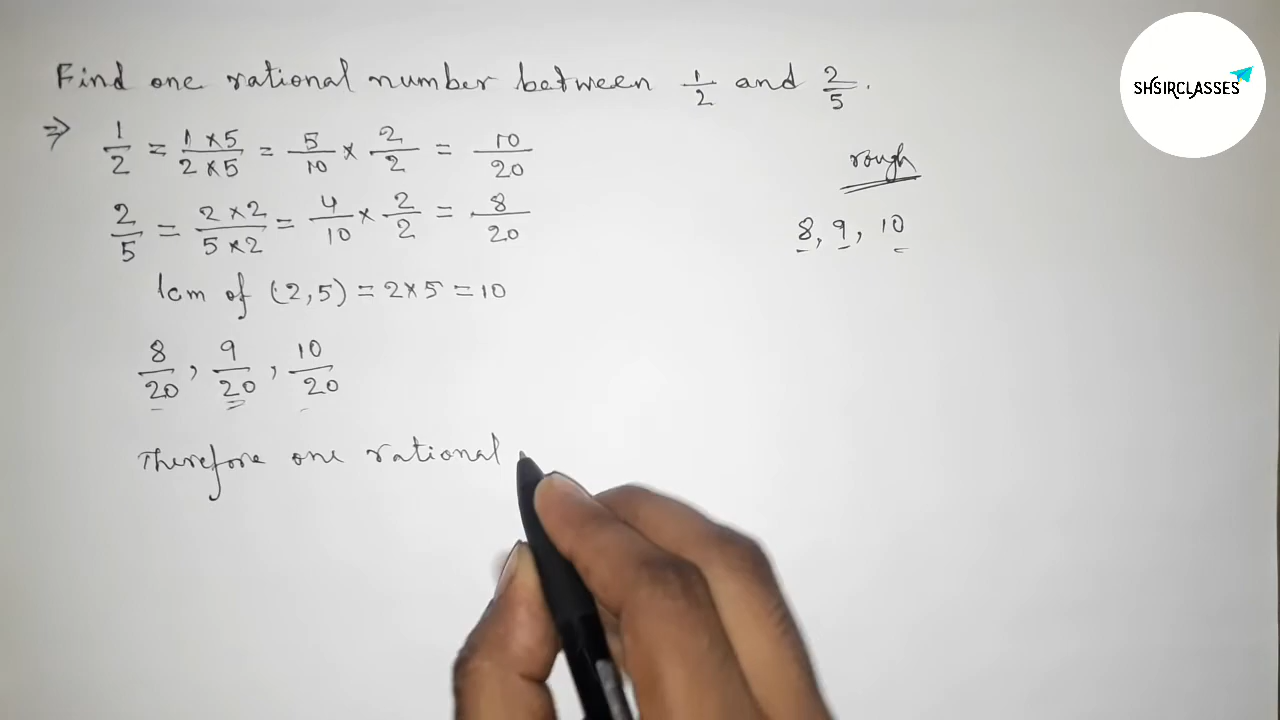 Find one rational number between 1/2 and 2/5.
SHSIRCLASSES
⇒ 1/2 = 1×5/2×5 = 5/10 × 2/2 = 10/20
rough
2/5 = 2×2/5×2 = 4/10 × 2/2 = 8/20
8, 9, 10
lcm of (2,5) = 2×5 = 10
8/20, 9/20, 10/20
Therefore one rational